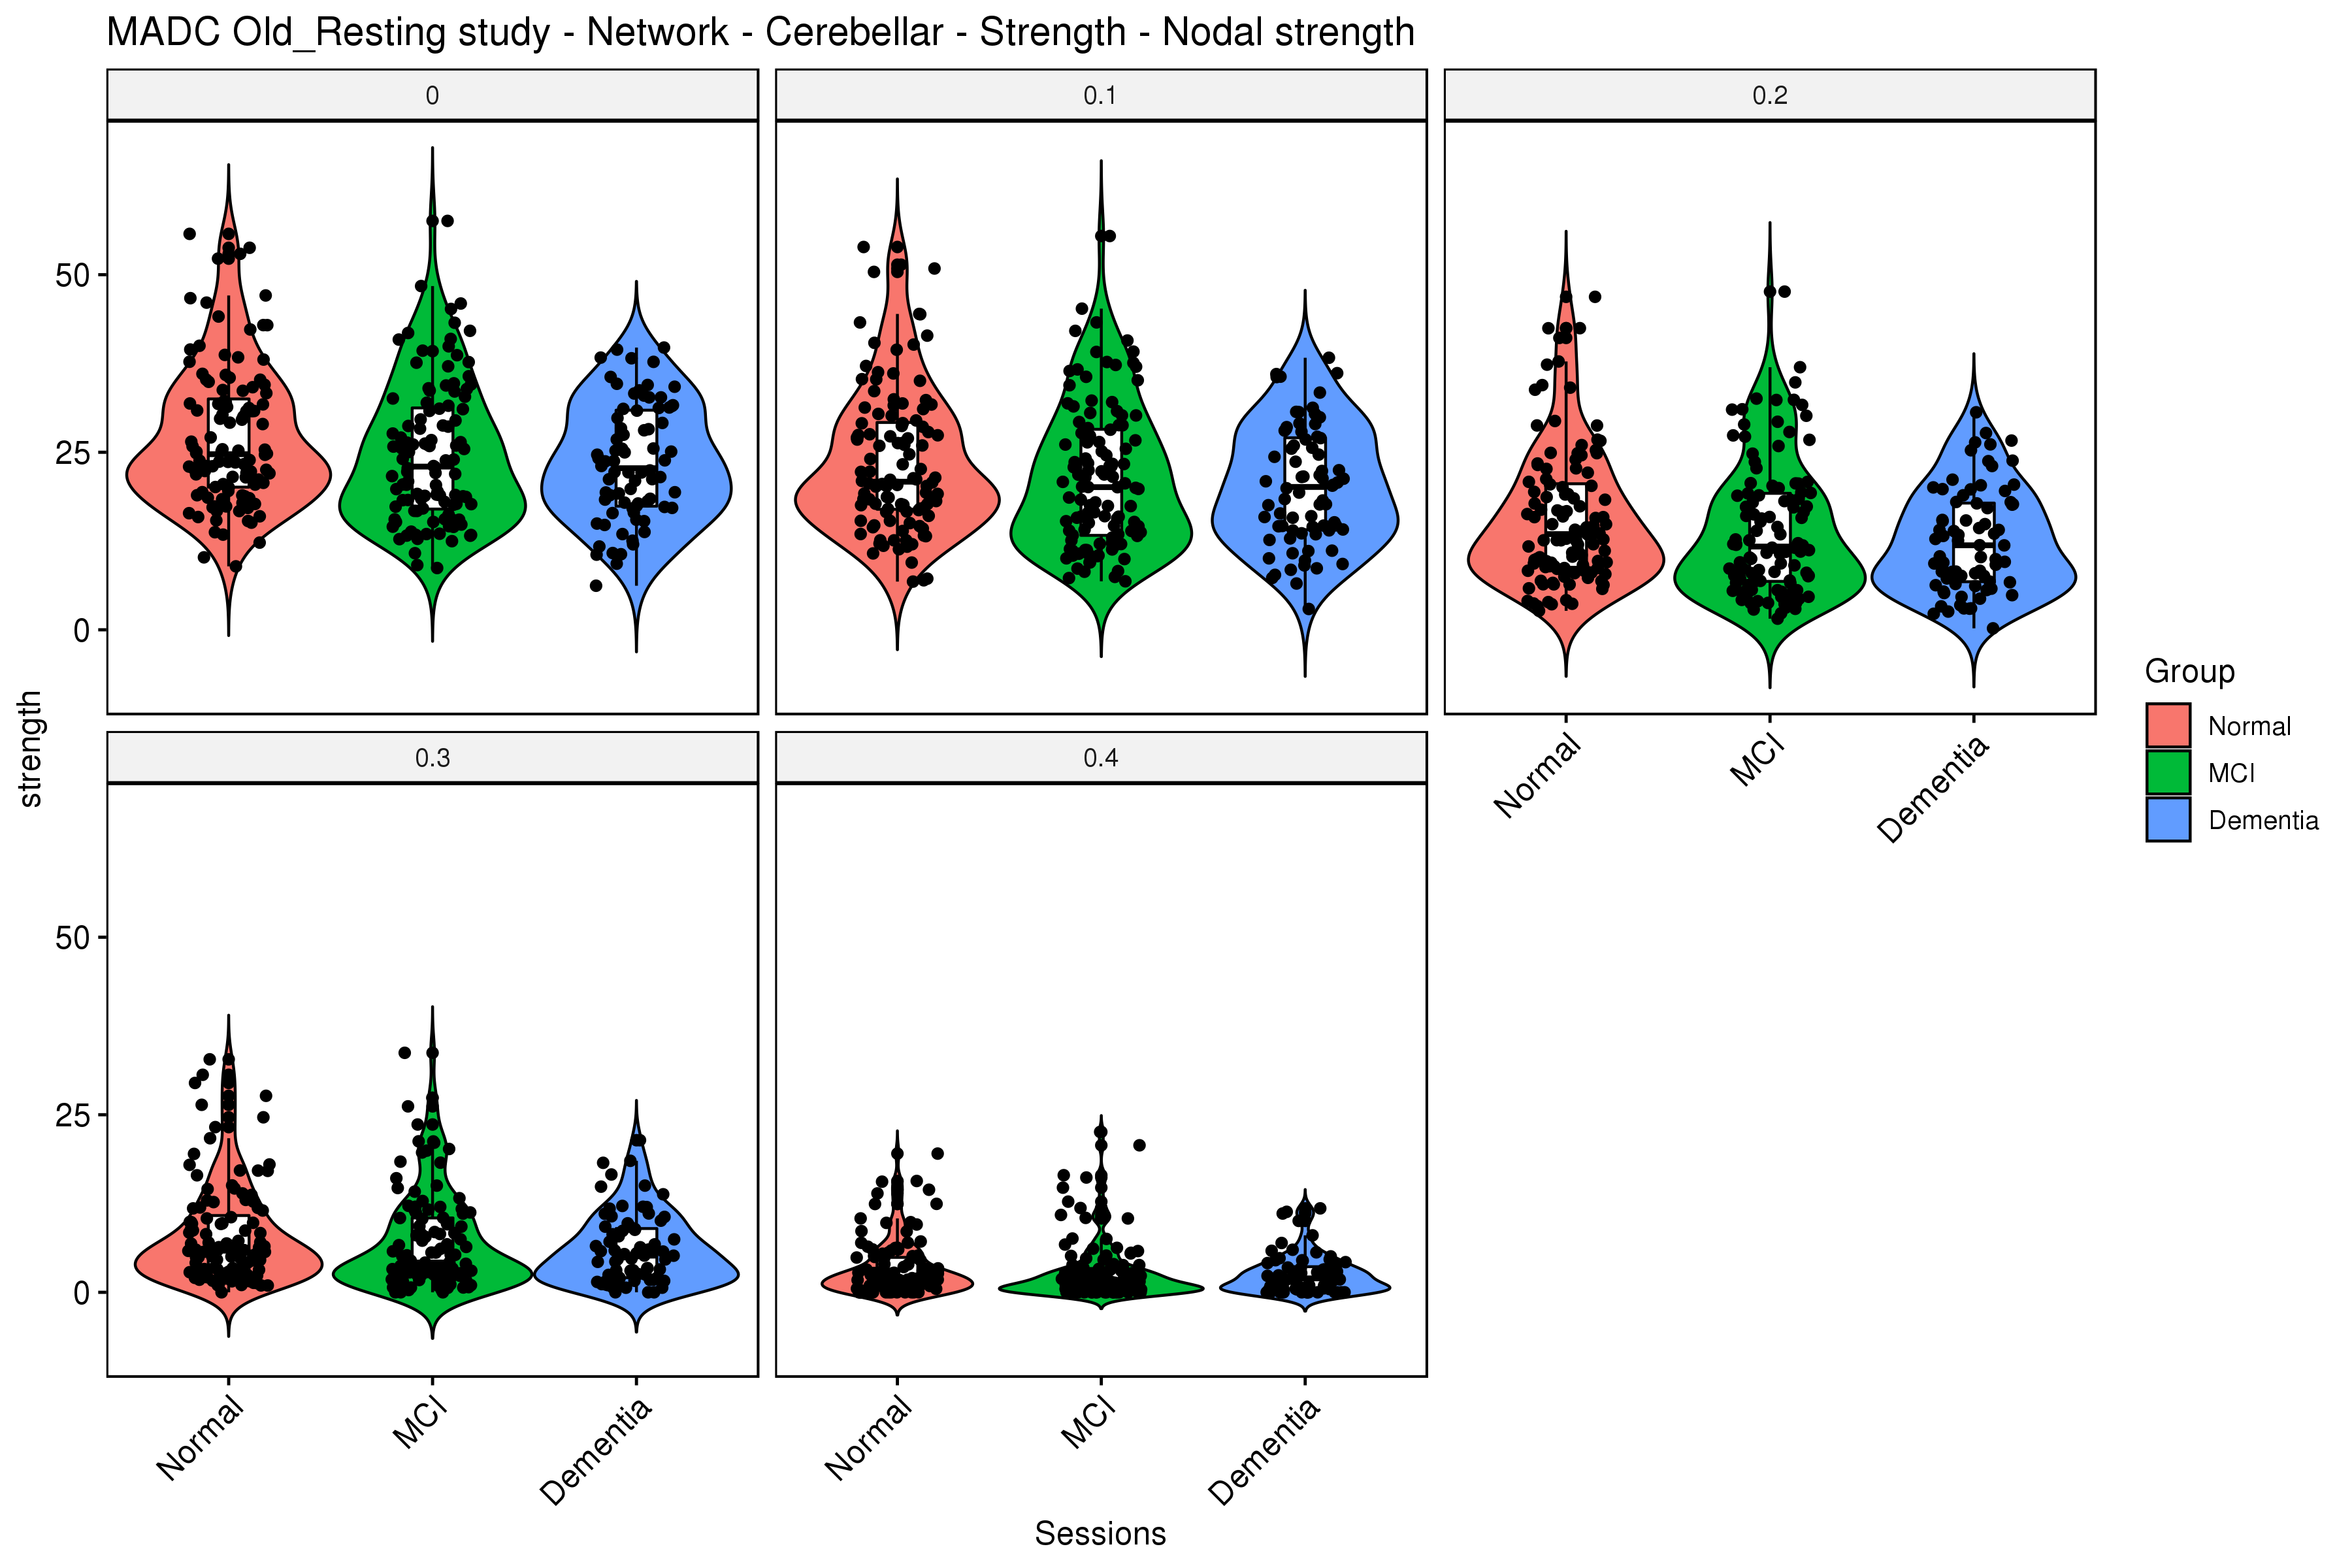 MADC Old_Resting study - Network - Cerebellar - Strength - Nodal strength
0
0.1
0.2
50
25
0
strength
Normal
MCI
Dementia
Group
Normal
MCI
Dementia
0.3
0.4
50
25
0
Normal
MCI
Dementia
Normal
MCI
Dementia
Sessions